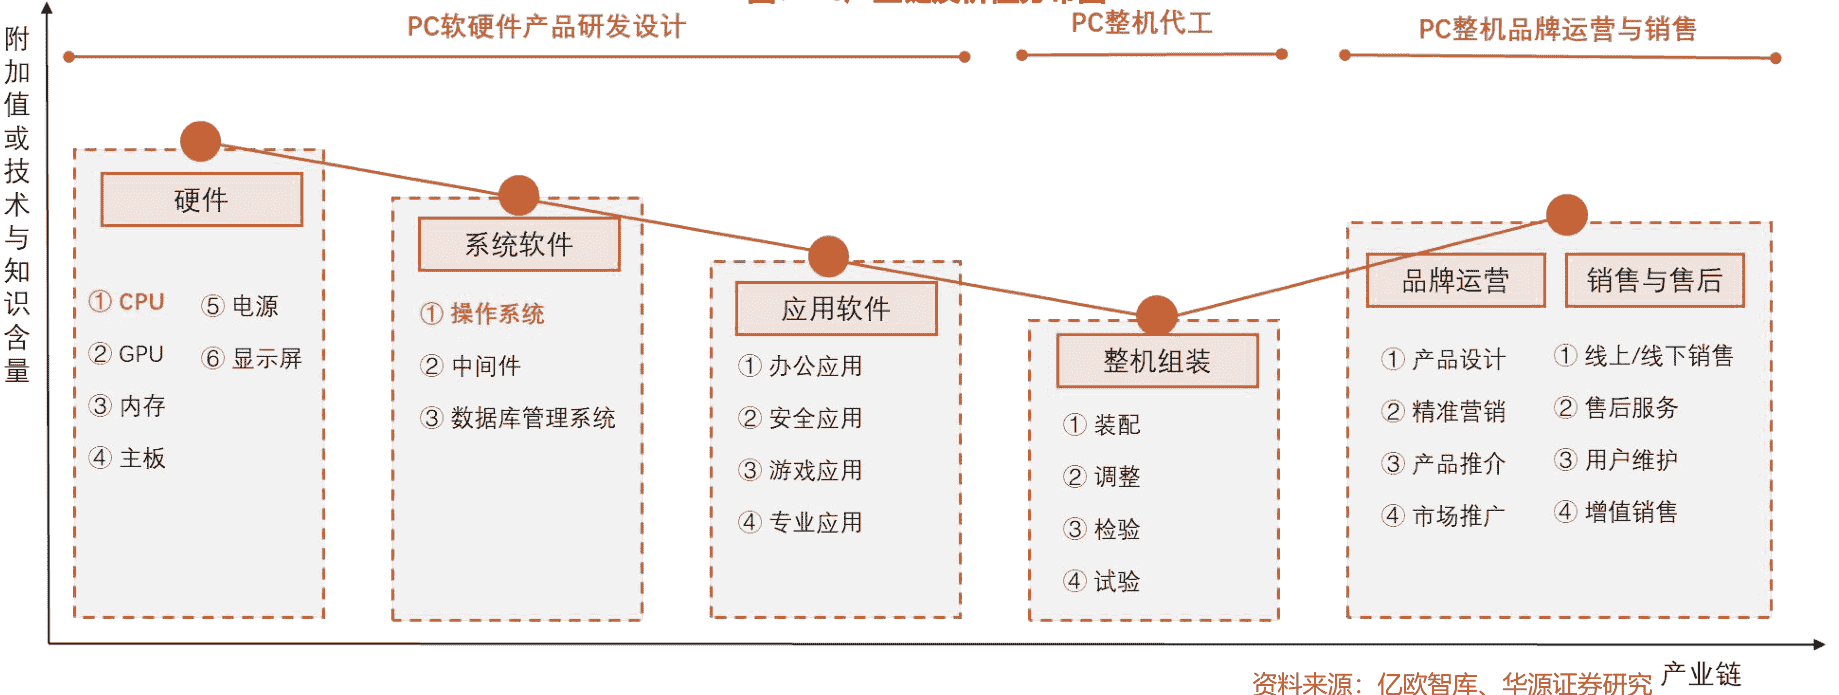 PC软硬件产品研发设计
PC整机代工
PC整机品牌运营与销售
附加值或技术与知识含量
硬件
① CPU
② GPU
③ 内存
④ 主板
⑤ 电源
⑥ 显示屏
系统软件
① 操作系统
② 中间件
③ 数据库管理系统
应用软件
① 办公应用
② 安全应用
③ 游戏应用
④ 专业应用
整机组装
① 装配
② 调整
③ 检验
④ 试验
品牌运营
① 产品设计
② 精准营销
③ 产品推介
④ 市场推广
销售与售后
① 线上/线下销售
② 售后服务
③ 用户维护
④ 增值销售
产业链
资料来源：亿欧智库、华源证券研究